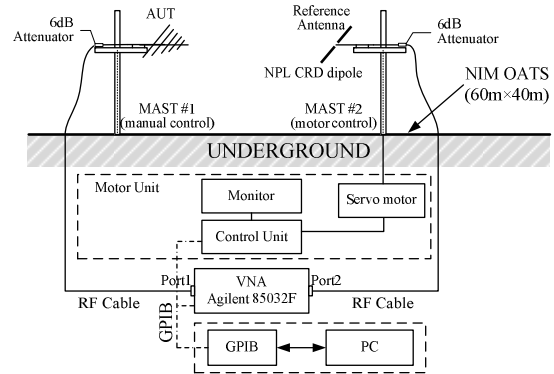 6dB
Attenuator
AUT
Reference
Antenna
6dB
Attenuator
NPL CRD dipole
NIM OATS
(60m×40m)
MAST #1
(manual control)
MAST #2
(motor control)
UNDERGROUND
Motor Unit
Monitor
Servo motor
Control Unit
Port1
VNA
Agilent 85032F
Port2
RF Cable
RF Cable
GPIB
GPIB
PC